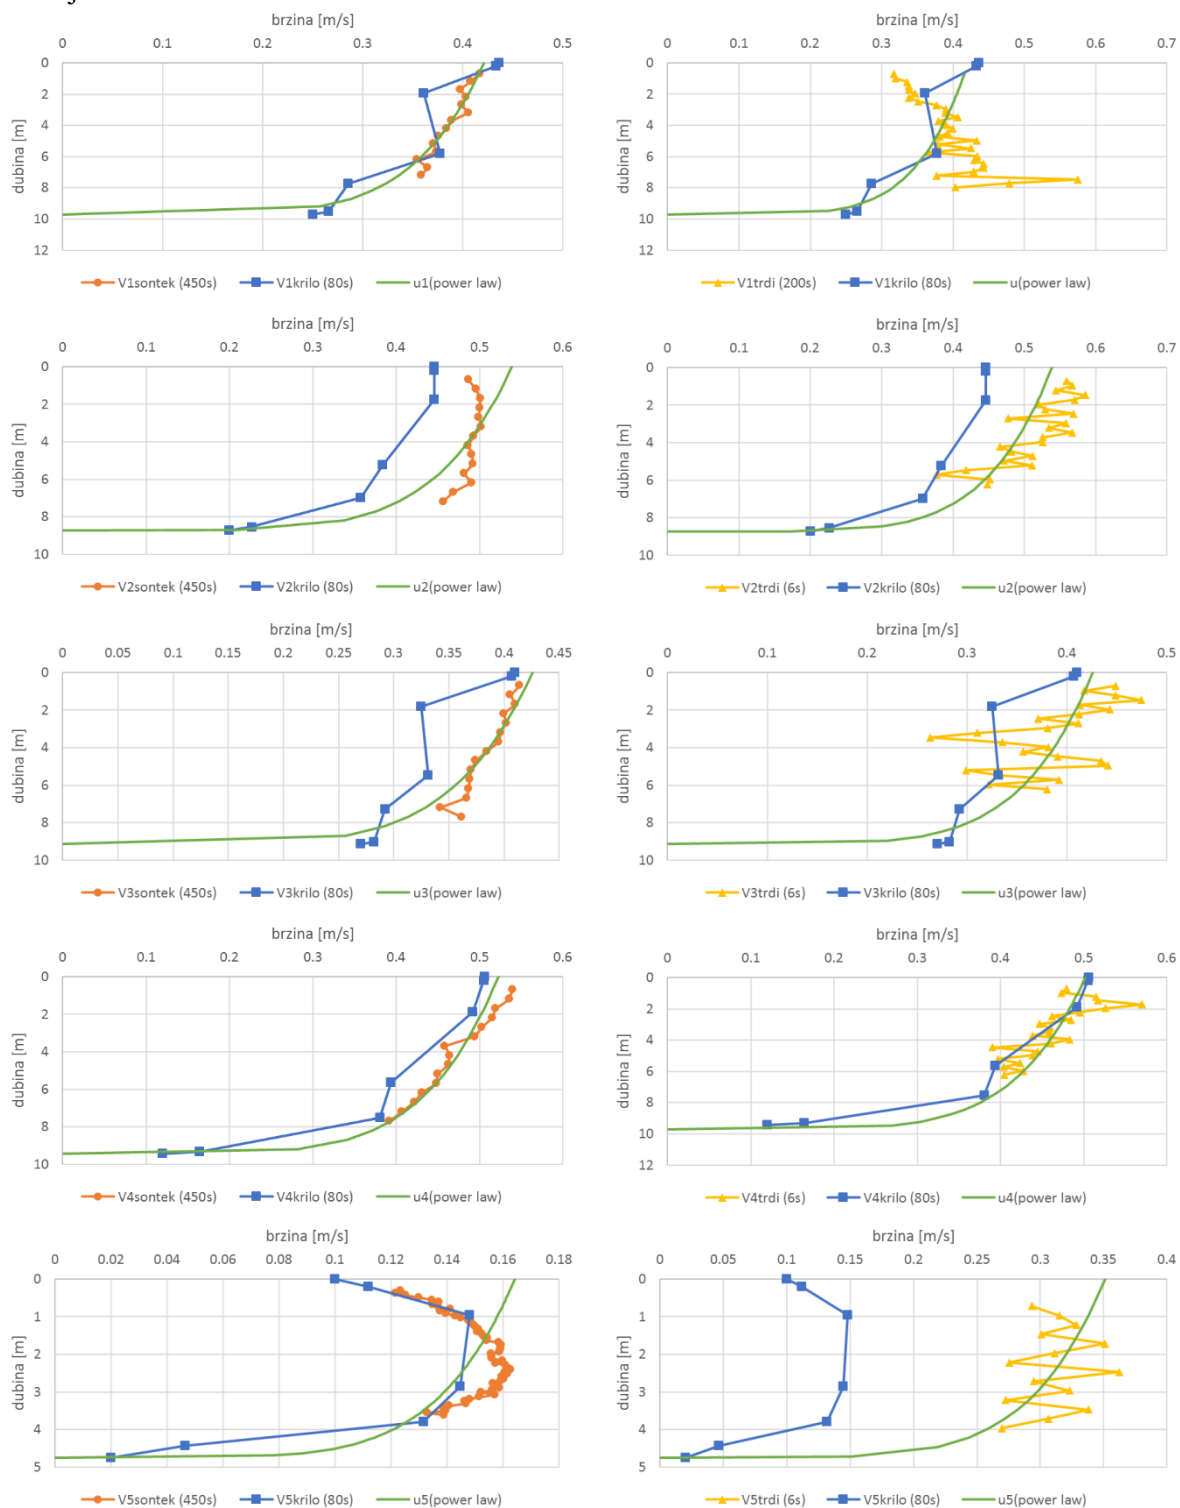 brzina [m/s]
0 0.1 0.2 0.3 0.4 0.5
dubina [m]
0
2
4
6
8
10
12
V1sontek (450s) V1krilo (80s) u1(power law)
brzina [m/s]
0 0.1 0.2 0.3 0.4 0.5 0.6 0.7
dubina [m]
0
2
4
6
8
10
12
V1trdi (200s) V1krilo (80s) u(power law)
brzina [m/s]
0 0.1 0.2 0.3 0.4 0.5 0.6
dubina [m]
0
2
4
6
8
10
V2sontek (450s) V2krilo (80s) u2(power law)
brzina [m/s]
0 0.1 0.2 0.3 0.4 0.5 0.6 0.7
dubina [m]
0
2
4
6
8
10
V2trdi (6s) V2krilo (80s) u2(power law)
brzina [m/s]
0 0.05 0.1 0.15 0.2 0.25 0.3 0.35 0.4 0.45
dubina [m]
0
2
4
6
8
10
V3sontek (450s) V3krilo (80s) u3(power law)
brzina [m/s]
0 0.1 0.2 0.3 0.4 0.5
dubina [m]
0
2
4
6
8
10
V3trdi (6s) V3krilo (80s) u3(power law)
brzina [m/s]
0 0.1 0.2 0.3 0.4 0.5 0.6
dubina [m]
0
2
4
6
8
10
V4sontek (450s) V4krilo (80s) u4(power law)
brzina [m/s]
0 0.1 0.2 0.3 0.4 0.5 0.6
dubina [m]
0
2
4
6
8
10
12
V4trdi (6s) V4krilo (80s) u4(power law)
brzina [m/s]
0 0.02 0.04 0.06 0.08 0.1 0.12 0.14 0.16 0.18
dubina [m]
0
1
2
3
4
5
V5sontek (450s) V5krilo (80s) u5(power law)
brzina [m/s]
0 0.05 0.1 0.15 0.2 0.25 0.3 0.35 0.4
dubina [m]
0
1
2
3
4
5
V5trdi (6s) V5krilo (80s) u5(power law)